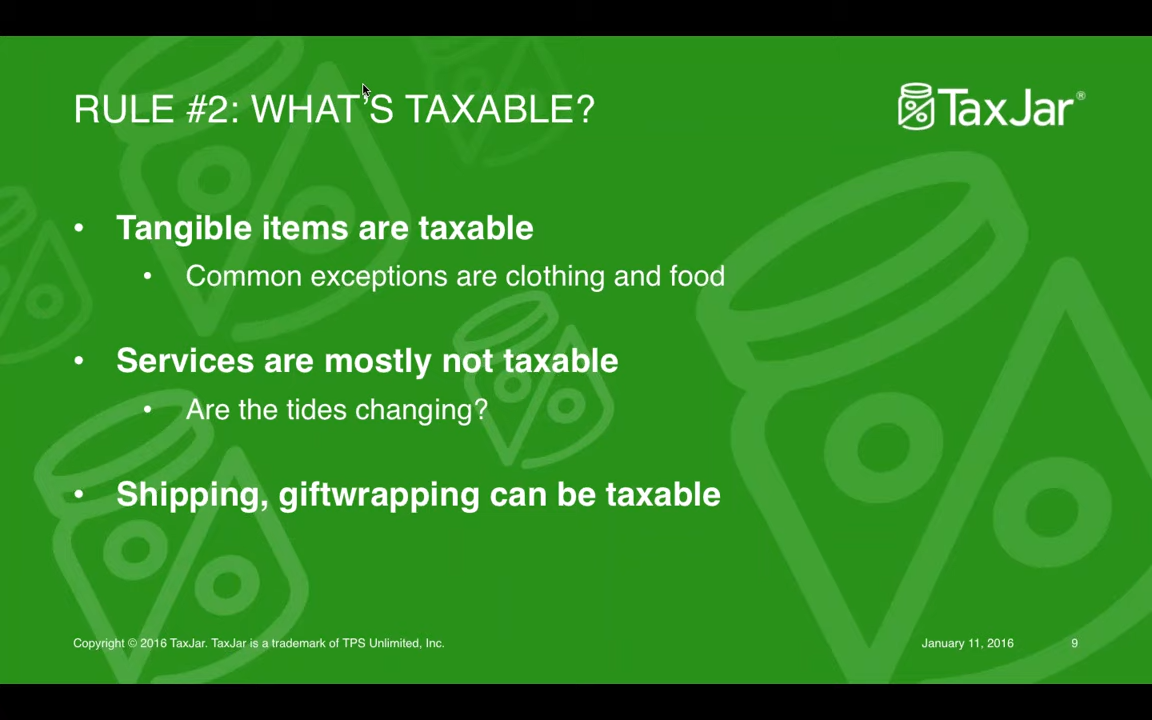 RULE #2: WHAT'S TAXABLE?
TaxJar®
• Tangible items are taxable
• Common exceptions are clothing and food
• Services are mostly not taxable
• Are the tides changing?
• Shipping, giftwrapping can be taxable
Copyright © 2016 TaxJar. TaxJar is a trademark of TPS Unlimited, Inc.
January 11, 2016
9